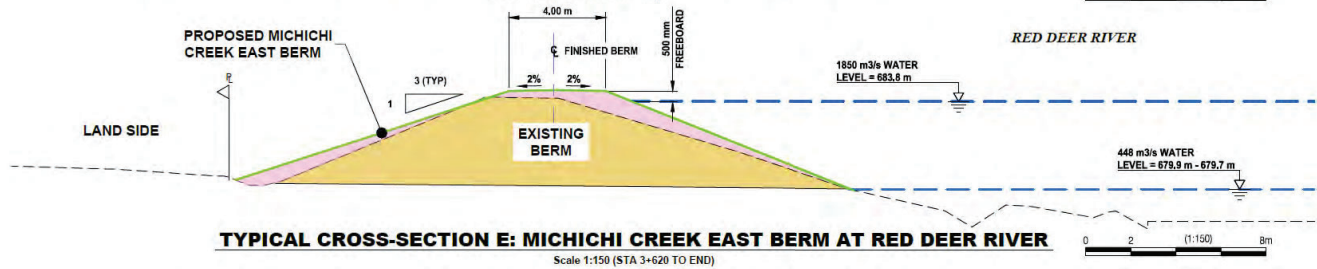 4,00 m
PROPOSED MICHICHI
CREEK EAST BERM
℄ FINISHED BERM
500 mm
FREEBOARD
RED DEER RIVER
1850 m3/s WATER
LEVEL = 683.8 m
3 (TYP)
1
2%
2%
LAND SIDE
EXISTING
BERM
448 m3/s WATER
LEVEL = 679.9 m - 679.7 m
TYPICAL CROSS-SECTION E: MICHICHI CREEK EAST BERM AT RED DEER RIVER
Scale 1:150 (STA 3+620 TO END)
0 2 (1:150) 8m